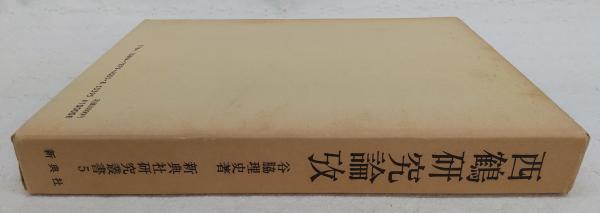 西鶴研究論攷
谷脇理史著
新典社研究叢書 5
新典社